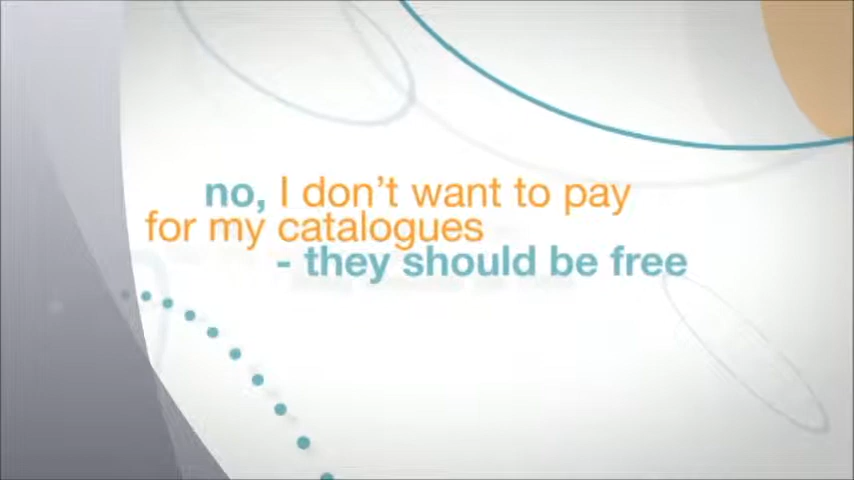 no, I don't want to pay
for my catalogues
- they should be free